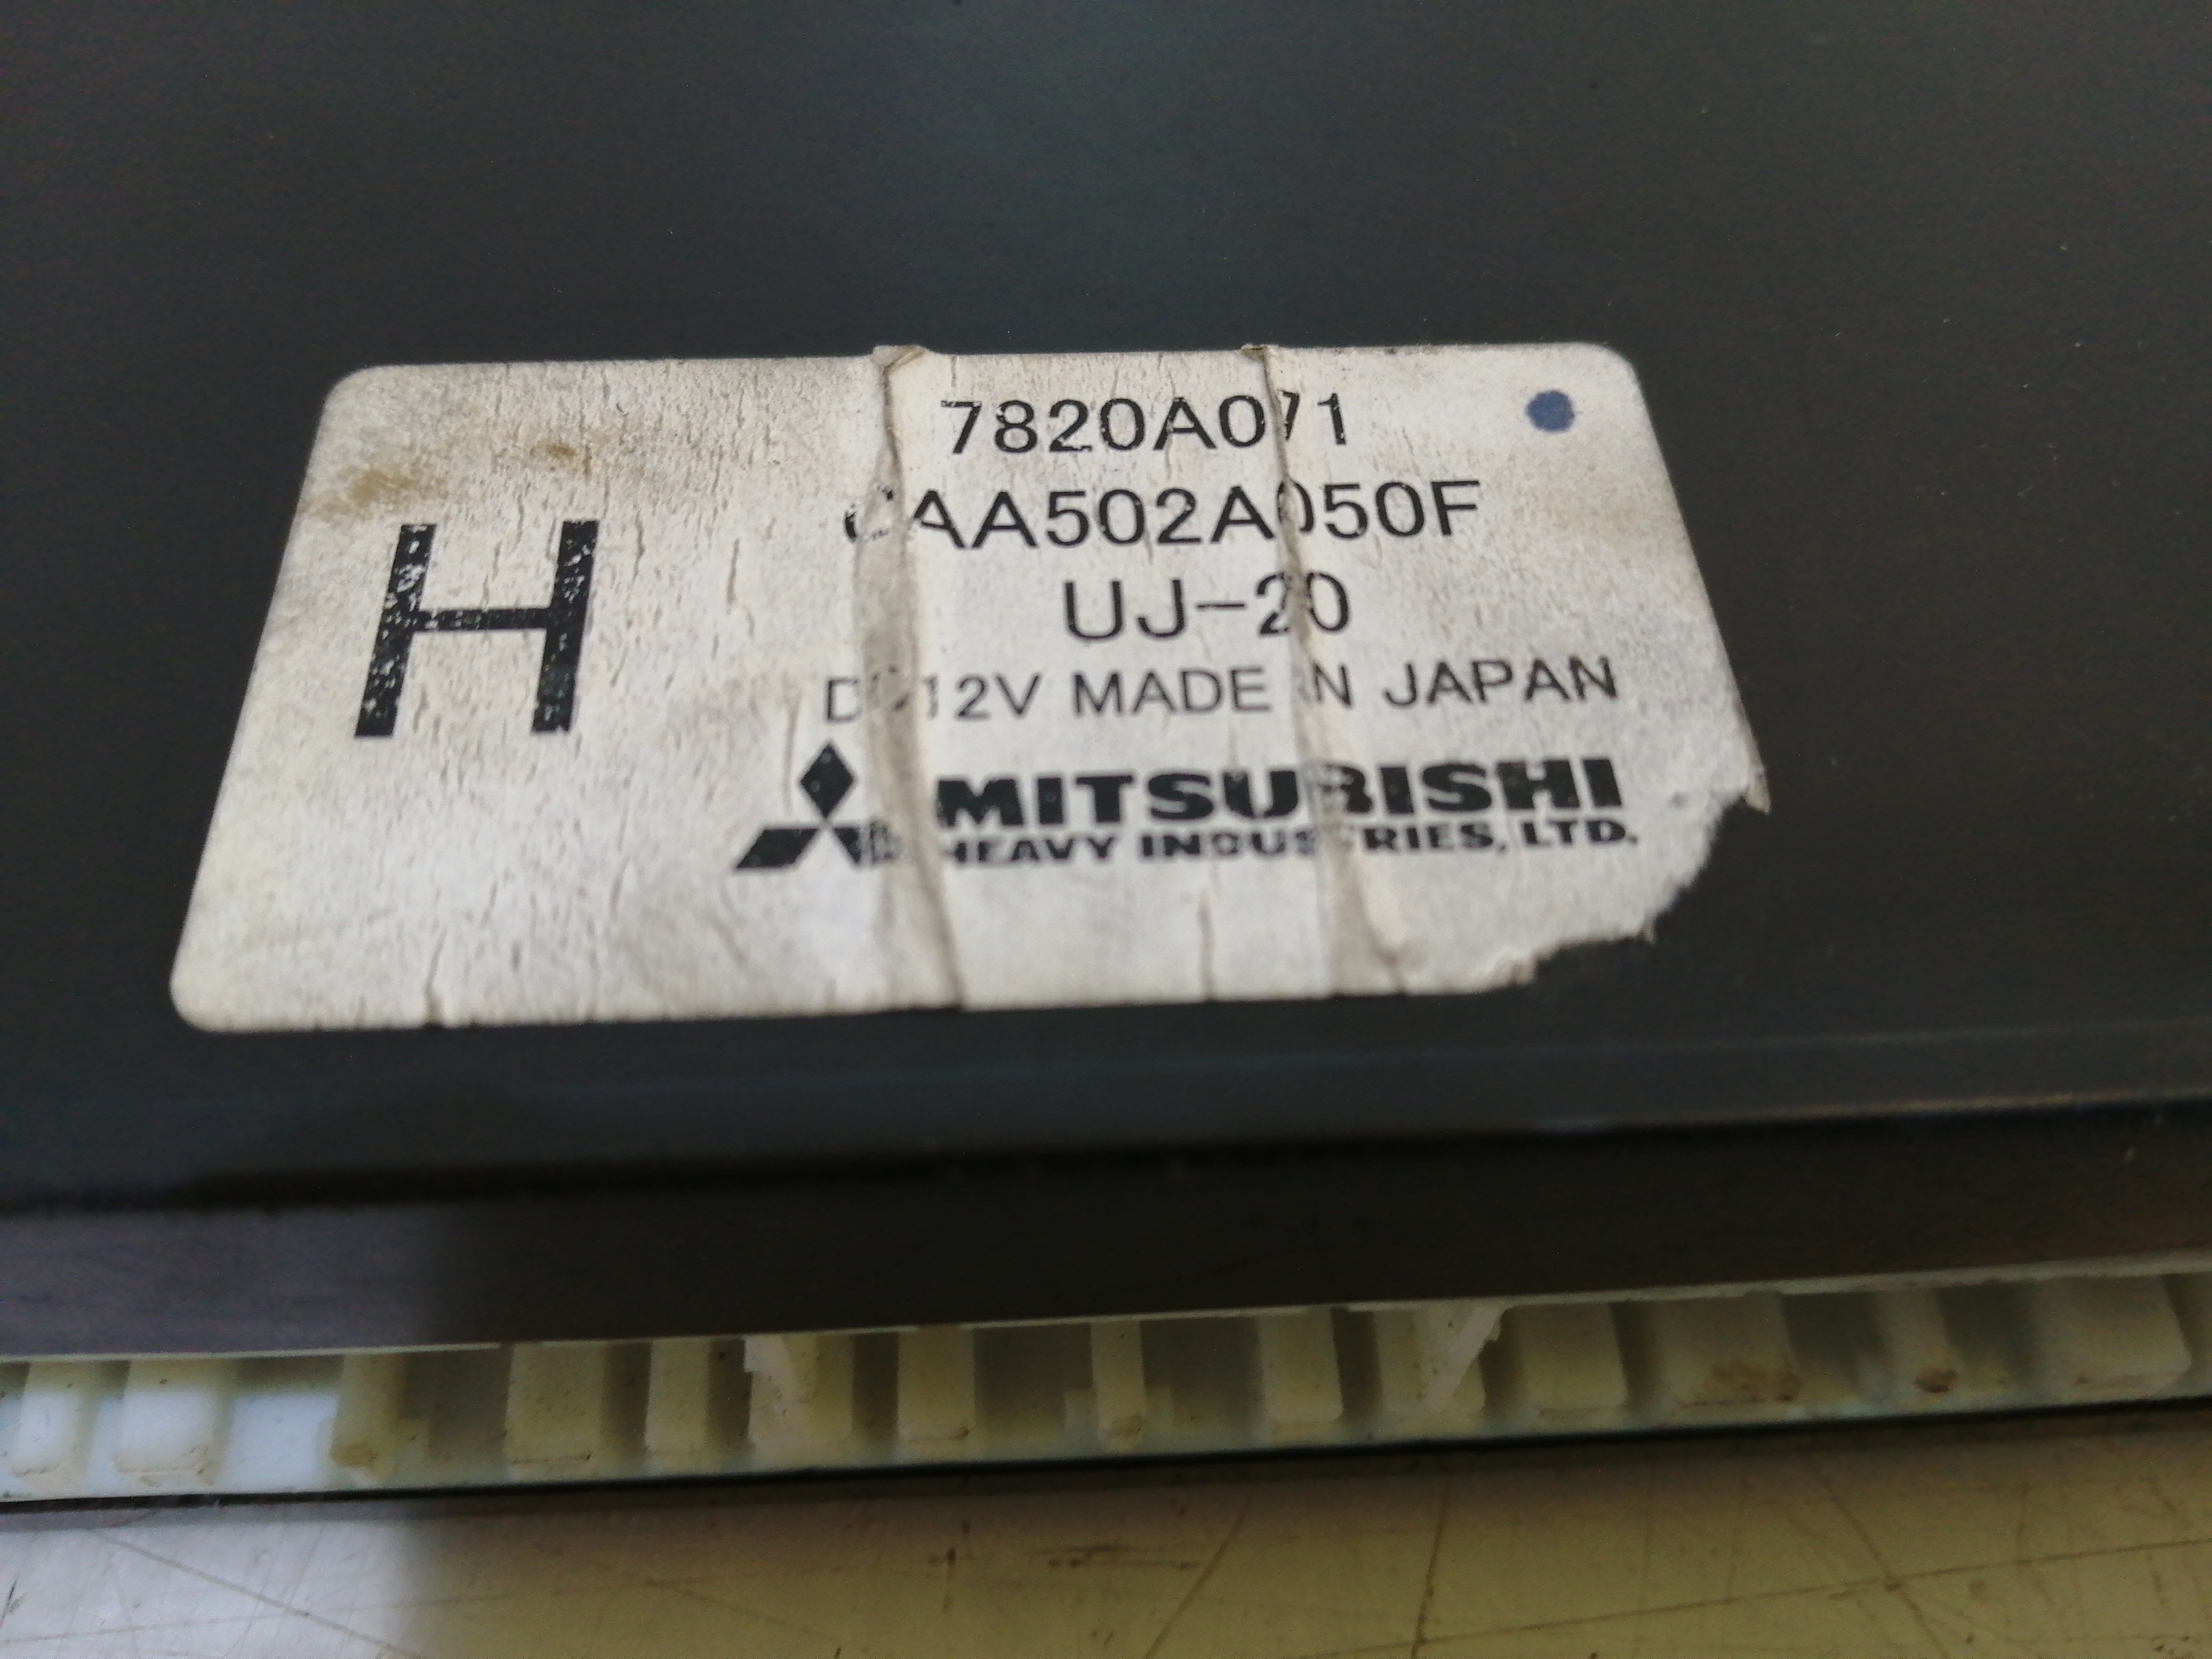 7820A071
H
CAA502A050F
UJ-20
DC12V MADE IN JAPAN
MITSUBISHI
HEAVY INDUSTRIES, LTD.